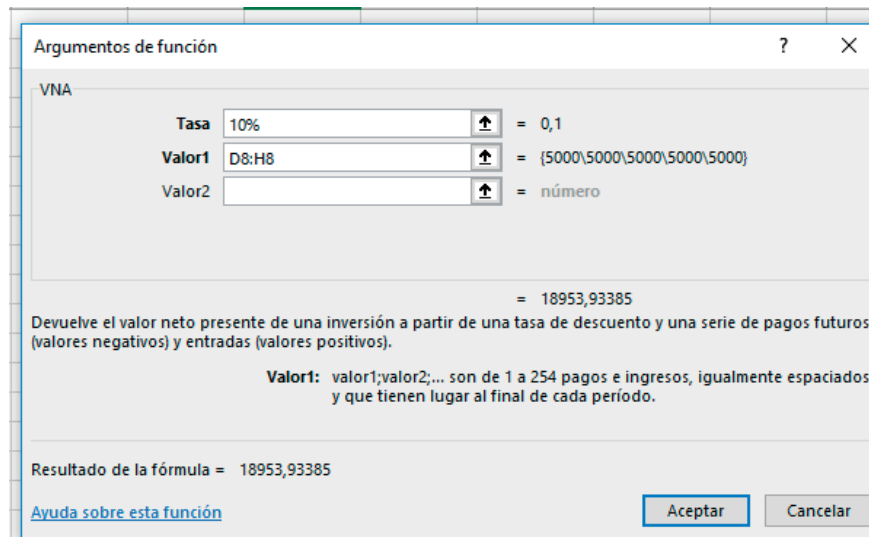 Argumentos de función ? ×
VNA
Tasa 10% = 0,1
Valor1 D8:H8 = {5000\5000\5000\5000\5000}
Valor2 = número
= 18953,93385
Devuelve el valor neto presente de una inversión a partir de una tasa de descuento y una serie de pagos futuros
(valores negativos) y entradas (valores positivos).
Valor1: valor1;valor2;... son de 1 a 254 pagos e ingresos, igualmente espaciados
y que tienen lugar al final de cada período.
Resultado de la fórmula = 18953,93385
Ayuda sobre esta función Aceptar Cancelar